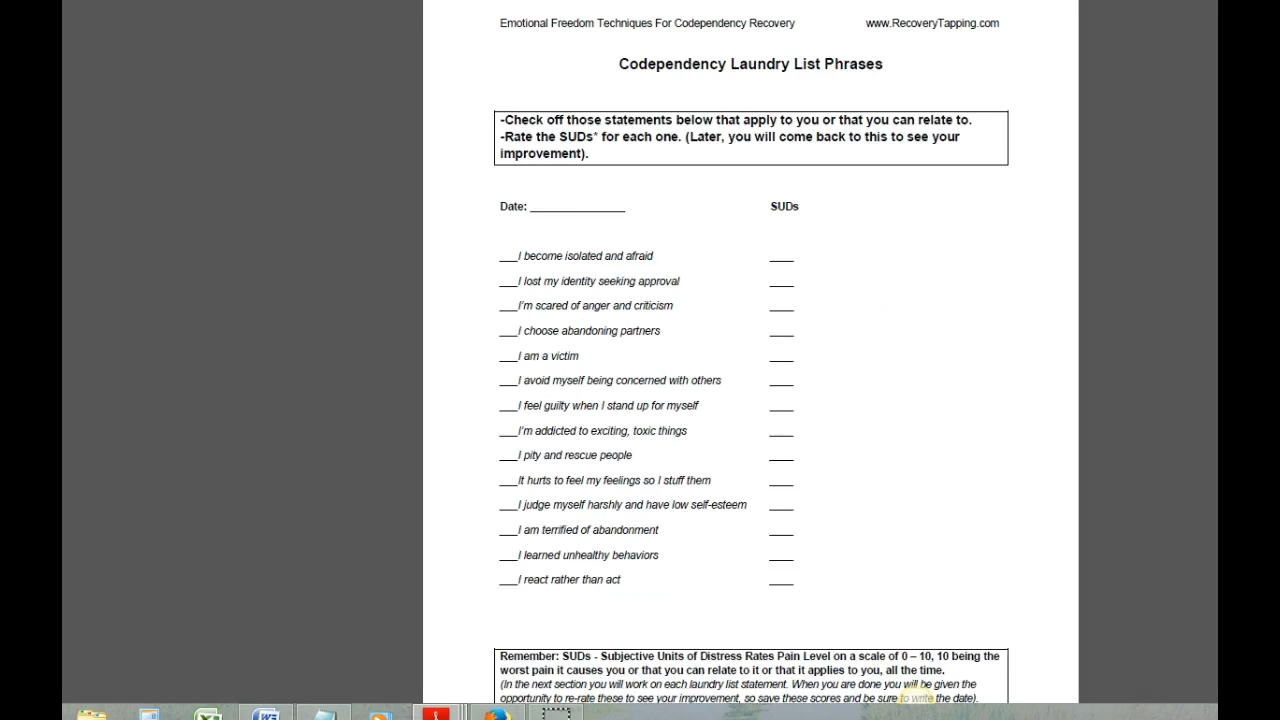 Emotional Freedom Techniques For Codependency Recovery www.RecoveryTapping.com
Codependency Laundry List Phrases
-Check off those statements below that apply to you or that you can relate to.
-Rate the SUDs* for each one. (Later, you will come back to this to see your
improvement).
Date: ________________ SUDs
___I become isolated and afraid ____
___I lost my identity seeking approval ____
___I'm scared of anger and criticism ____
___I choose abandoning partners ____
___I am a victim ____
___I avoid myself being concerned with others ____
___I feel guilty when I stand up for myself ____
___I'm addicted to exciting, toxic things ____
___I pity and rescue people ____
___It hurts to feel my feelings so I stuff them ____
___I judge myself harshly and have low self-esteem ____
___I am terrified of abandonment ____
___I learned unhealthy behaviors ____
___I react rather than act ____
Remember: SUDs - Subjective Units of Distress Rates Pain Level on a scale of 0 – 10, 10 being the
worst pain it causes you or that you can relate to it or that it applies to you, all the time.
(In the next section you will work on each laundry list statement. When you are done you will be given the
opportunity to re-rate these to see your improvement, so save these scores and be sure to write the date).